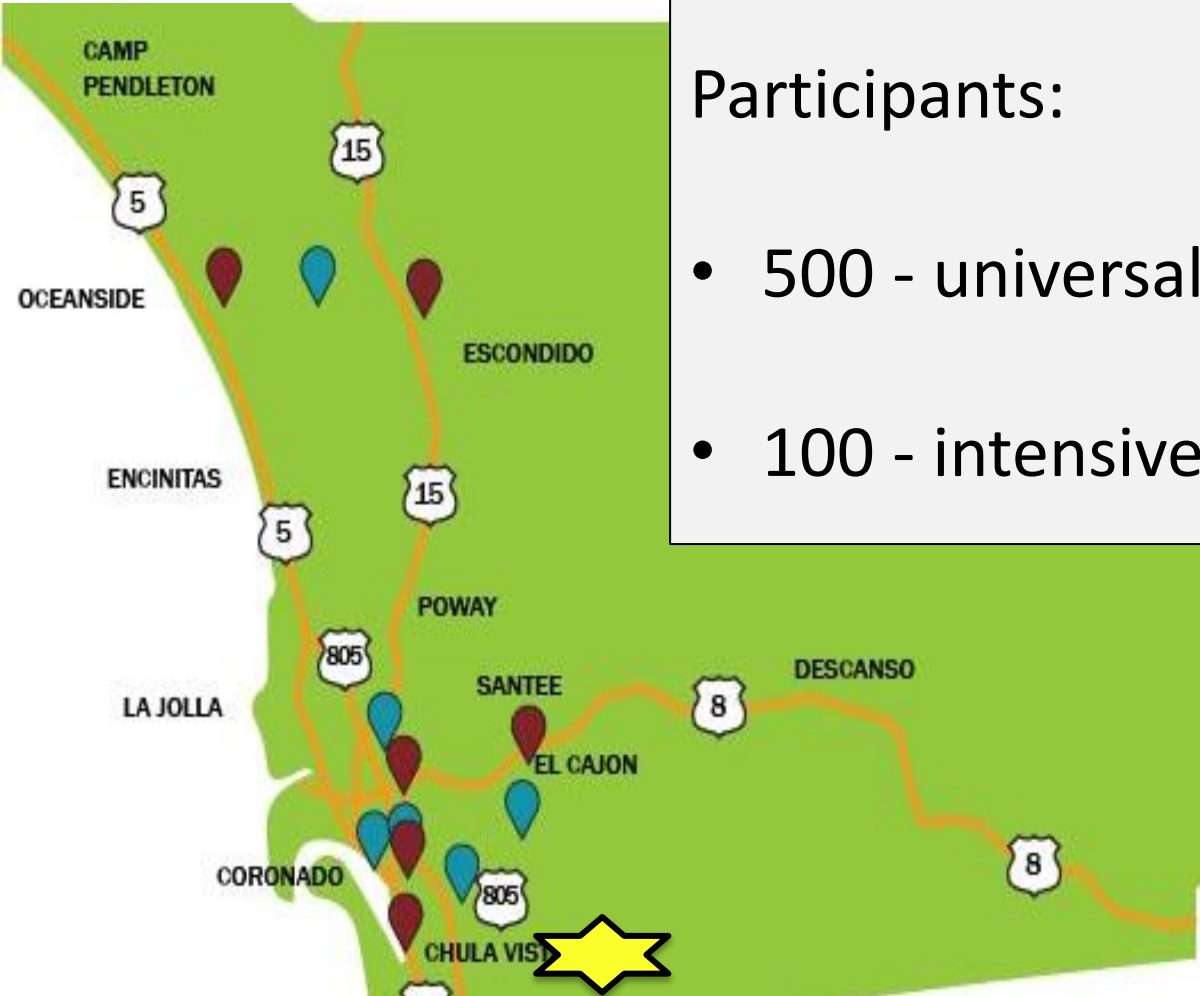 CAMP
PENDLETON
Participants:
15
5
• 500 - universal
OCEANSIDE
ESCONDIDO
• 100 - intensive
ENCINITAS
15
5
POWAY
805
DESCANSO
SANTEE
8
LA JOLLA
EL CAJON
8
CORONADO
805
CHULA VIST